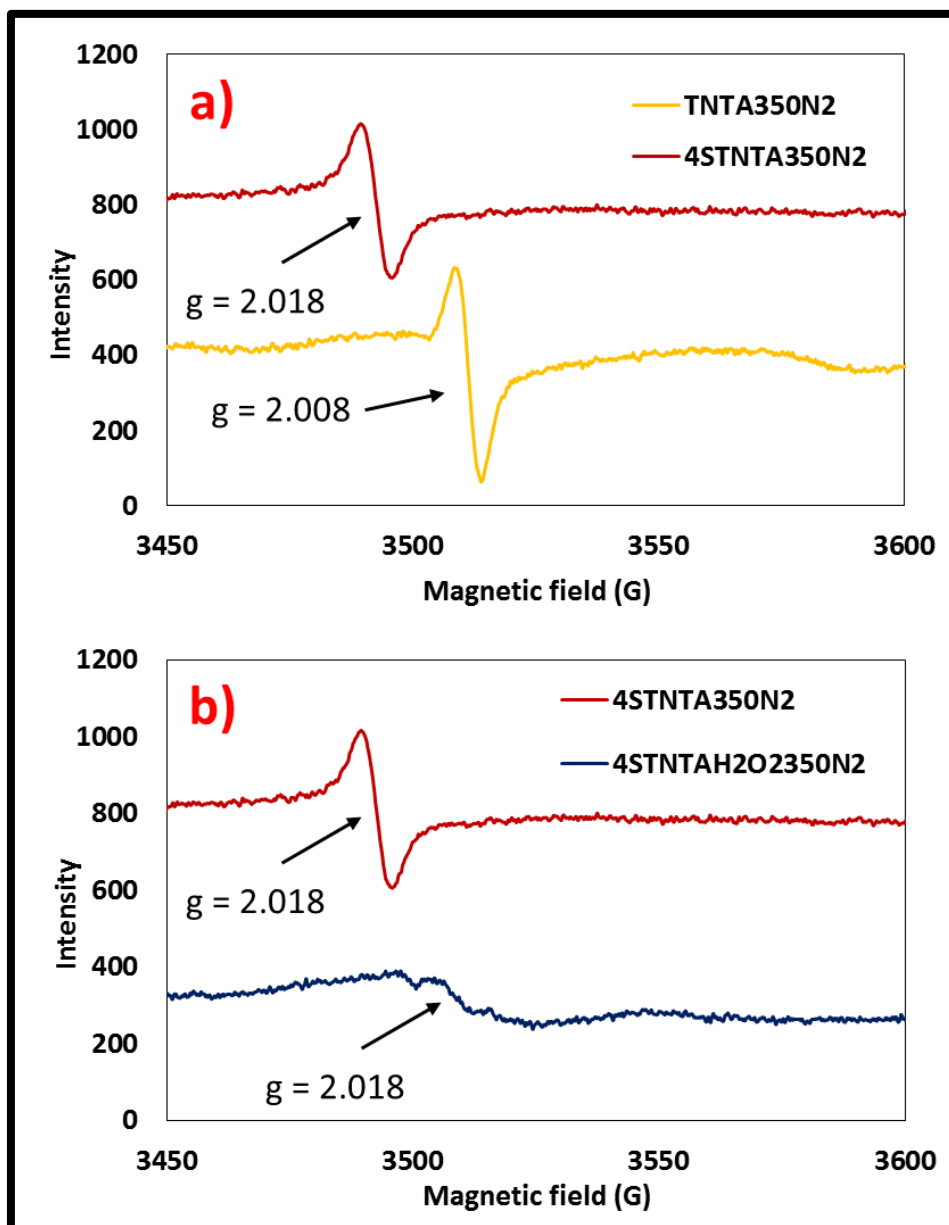 a)
1200
1000
800
600
400
200
0
Intensity
TNTA350N2
4STNTA350N2
g = 2.018
g = 2.008
3450 3500 3550 3600
Magnetic field (G)
b)
1200
1000
800
600
400
200
0
Intensity
4STNTA350N2
4STNTAH2O2350N2
g = 2.018
g = 2.018
3450 3500 3550 3600
Magnetic field (G)